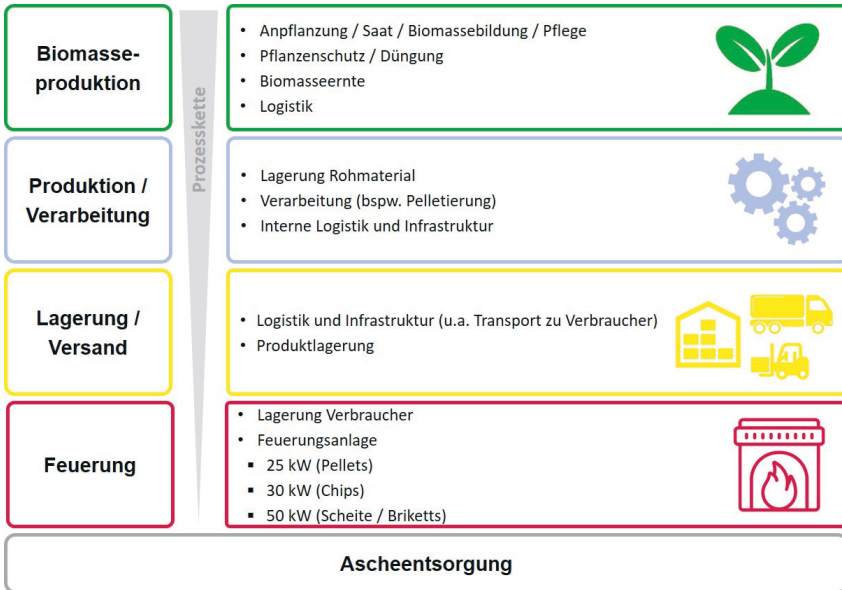 Biomasse-
produktion
Prozesskette
• Anpflanzung / Saat / Biomassebildung / Pflege
• Pflanzenschutz / Düngung
• Biomasseernte
• Logistik
Produktion /
Verarbeitung
• Lagerung Rohmaterial
• Verarbeitung (bspw. Pelletierung)
• Interne Logistik und Infrastruktur
Lagerung /
Versand
• Logistik und Infrastruktur (u.a. Transport zu Verbraucher)
• Produktlagerung
Feuerung
• Lagerung Verbraucher
• Feuerungsanlage
▪ 25 kW (Pellets)
▪ 30 kW (Chips)
▪ 50 kW (Scheite / Briketts)
Ascheentsorgung